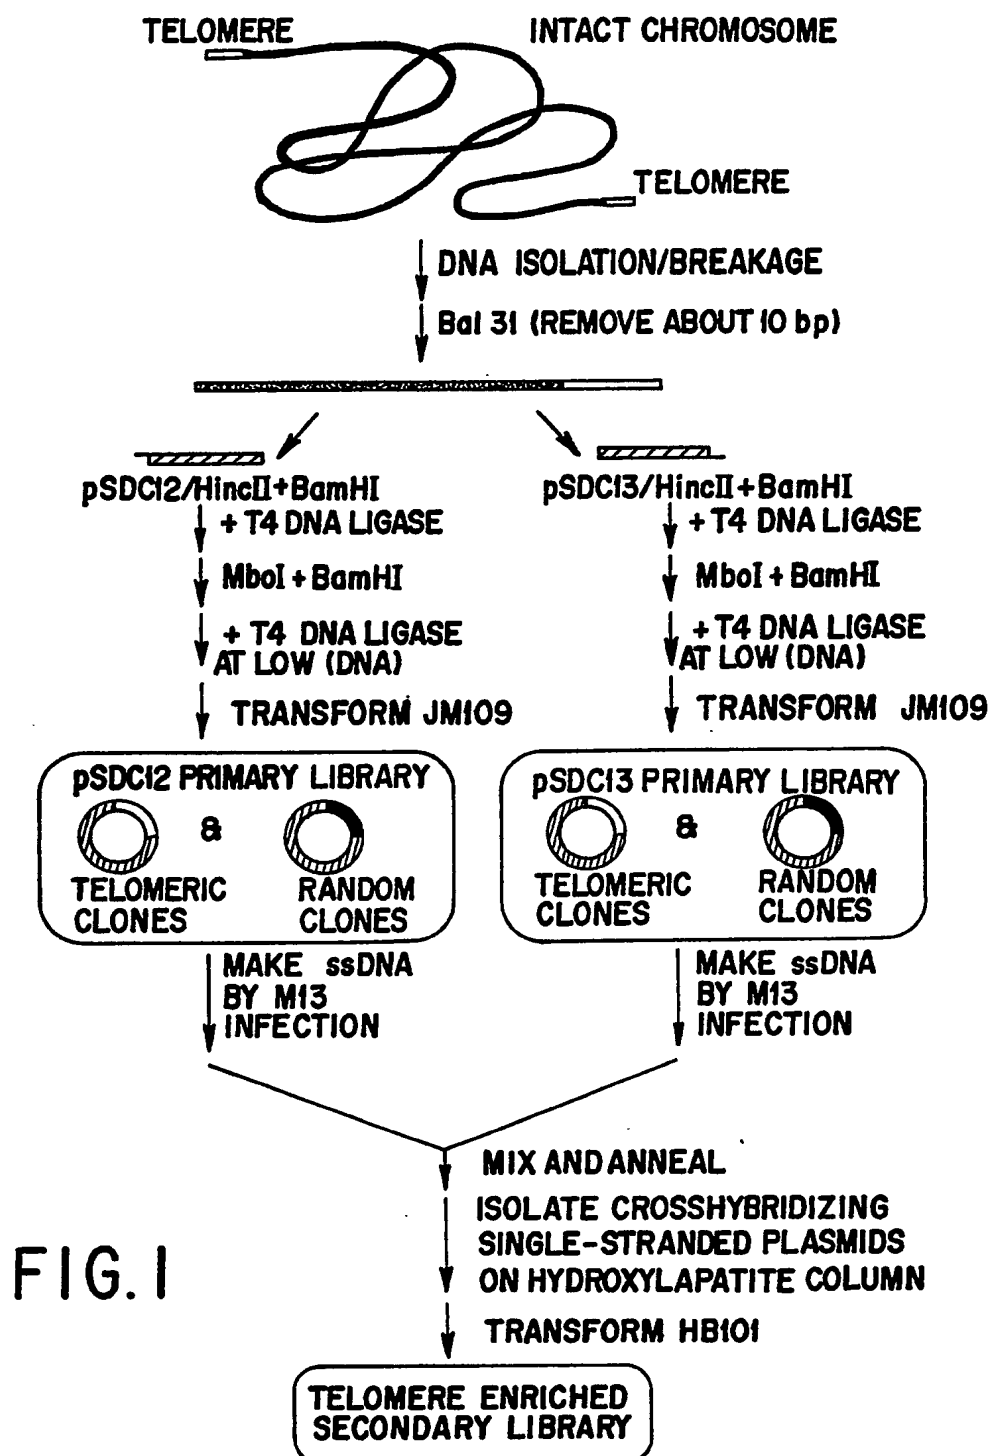 TELOMERE
INTACT CHROMOSOME
TELOMERE
DNA ISOLATION/BREAKAGE
Bal 31 (REMOVE ABOUT 10 bp)
pSDC12/HincII+BamHI
+ T4 DNA LIGASE
MboI + BamHI
+ T4 DNA LIGASE
AT LOW (DNA)
TRANSFORM JM109
pSDC13/HincII+BamHI
+ T4 DNA LIGASE
MboI + BamHI
+ T4 DNA LIGASE
AT LOW (DNA)
TRANSFORM JM109
pSDC12 PRIMARY LIBRARY
&
TELOMERIC
CLONES
RANDOM
CLONES
pSDC13 PRIMARY LIBRARY
&
TELOMERIC
CLONES
RANDOM
CLONES
MAKE ssDNA
BY M13
INFECTION
MAKE ssDNA
BY M13
INFECTION
MIX AND ANNEAL
ISOLATE CROSSHYBRIDIZING
SINGLE-STRANDED PLASMIDS
ON HYDROXYLAPATITE COLUMN
TRANSFORM HB101
TELOMERE ENRICHED
SECONDARY LIBRARY
FIG. 1